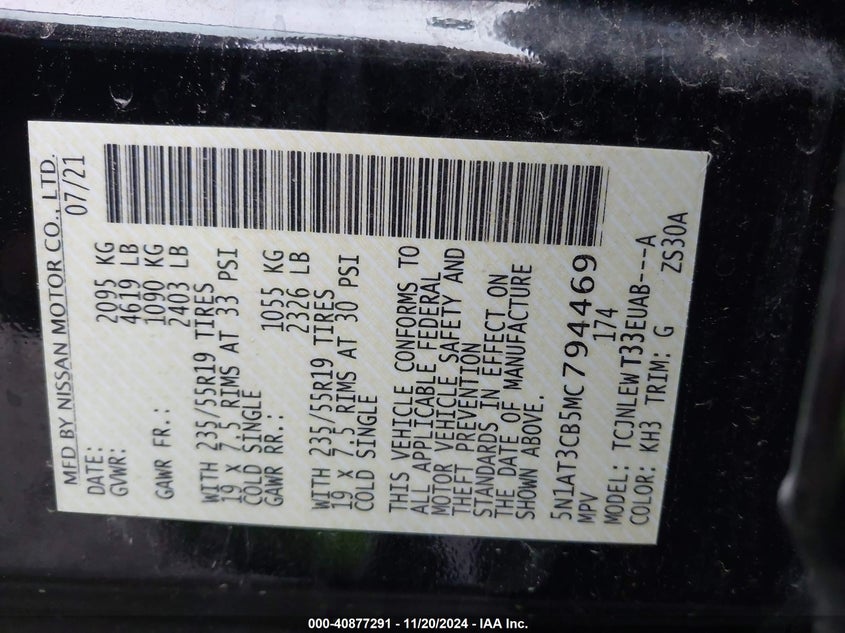 MFD BY NISSAN MOTOR CO., LTD.
DATE: 07/21
GVWR: 2095 KG
4619 LB
GAWR FR.: 1090 KG
2403 LB
WITH 235/55R19 TIRES
19 X 7.5 RIMS AT 33 PSI
COLD SINGLE
GAWR RR.: 1055 KG
2326 LB
WITH 235/55R19 TIRES
19 X 7.5 RIMS AT 30 PSI
COLD SINGLE
THIS VEHICLE CONFORMS TO
ALL APPLICABLE FEDERAL
MOTOR VEHICLE SAFETY AND
THEFT PREVENTION
STANDARDS IN EFFECT ON
THE DATE OF MANUFACTURE
SHOWN ABOVE.
5N1AT3CB5MC794469
MPV 174
MODEL: TCJNLEWT33EUAB---A
COLOR: KH3 TRIM: G ZS30A
000-40877291 - 11/20/2024 - IAA Inc.